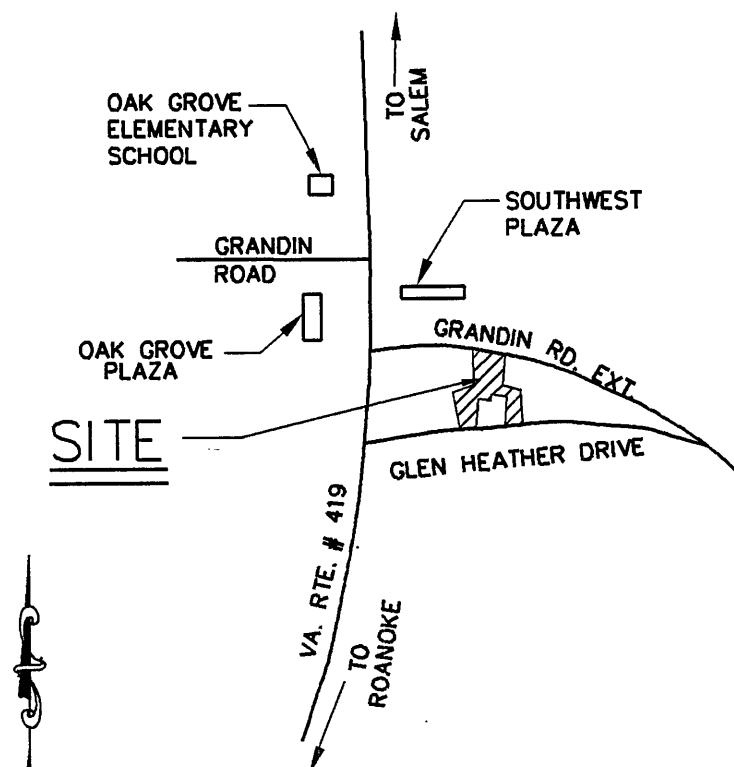 TO
SALEM
OAK GROVE
ELEMENTARY
SCHOOL
SOUTHWEST
PLAZA
GRANDIN
ROAD
OAK GROVE
PLAZA
GRANDIN RD. EXT.
SITE
GLEN HEATHER DRIVE
VA. RTE. # 419
TO
ROANOKE